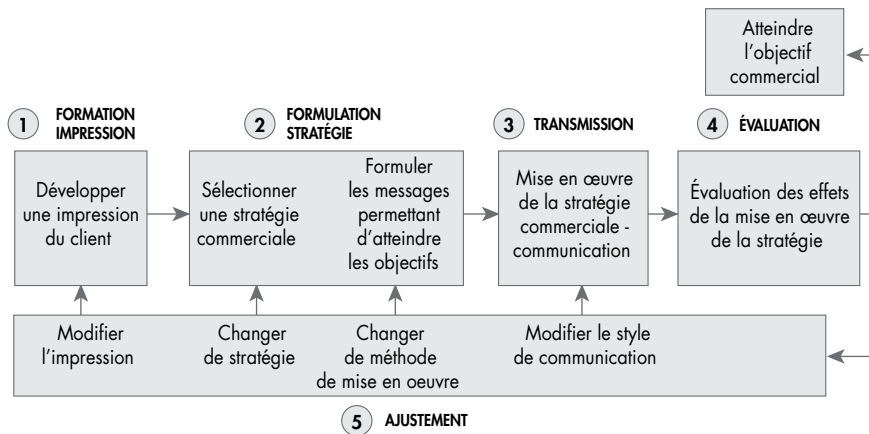 Atteindre
l'objectif
commercial
1 FORMATION
IMPRESSION
2 FORMULATION
STRATÉGIE
3 TRANSMISSION
4 ÉVALUATION
Développer
une impression
du client
Sélectionner
une stratégie
commerciale
Formuler
les messages
permettant
d'atteindre
les objectifs
Mise en œuvre
de la stratégie
commerciale -
communication
Évaluation des effets
de la mise en œuvre
de la stratégie
Modifier
l'impression
Changer
de stratégie
Changer
de méthode
de mise en oeuvre
Modifier le style
de communication
5 AJUSTEMENT